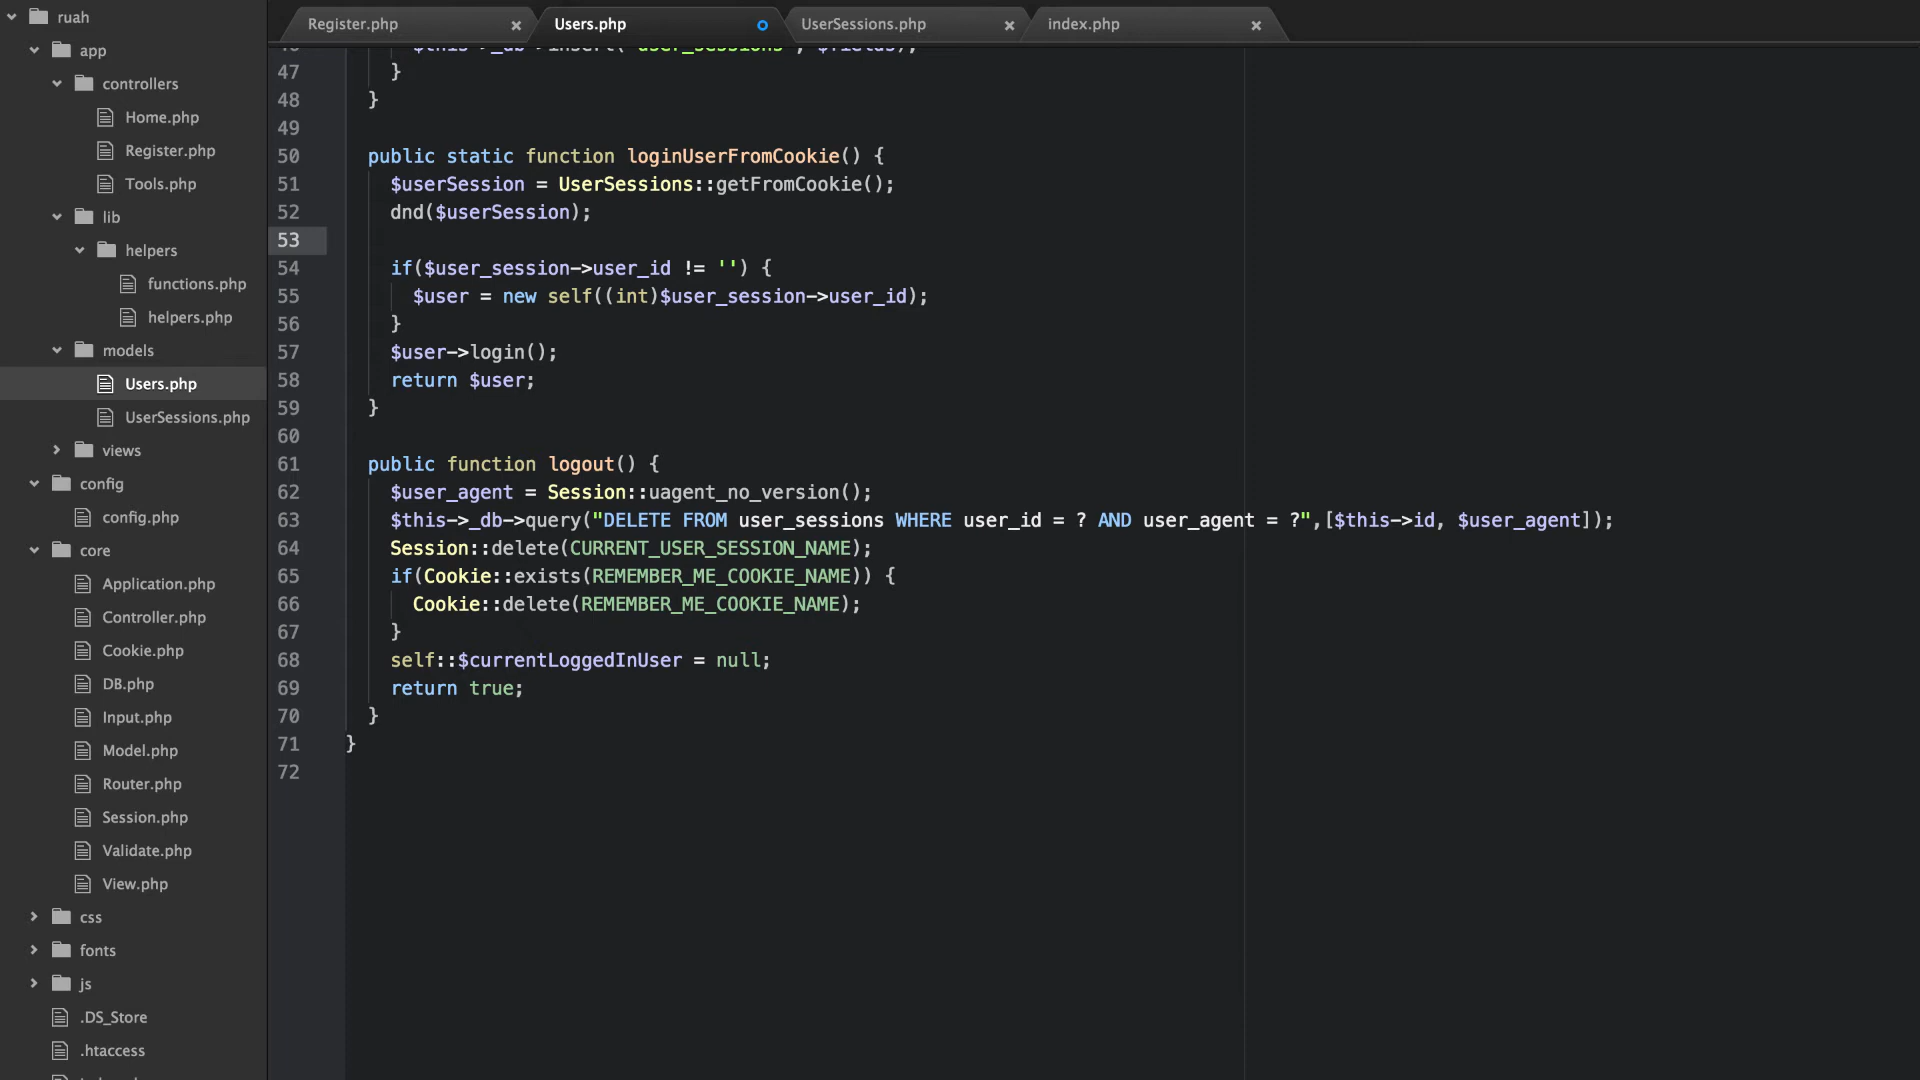 ruah
app
controllers
Home.php
Register.php
Tools.php
lib
helpers
functions.php
helpers.php
models
Users.php
UserSessions.php
views
config
config.php
core
Application.php
Controller.php
Cookie.php
DB.php
Input.php
Model.php
Router.php
Session.php
Validate.php
View.php
css
fonts
js
.DS_Store
.htaccess
Register.php × Users.php UserSessions.php × index.php ×
47 }
48 }
49
50 public static function loginUserFromCookie() {
51 $userSession = UserSessions::getFromCookie();
52 dnd($userSession);
53
54 if($user_session->user_id != '') {
55 $user = new self((int)$user_session->user_id);
56 }
57 $user->login();
58 return $user;
59 }
60
61 public function logout() {
62 $user_agent = Session::uagent_no_version();
63 $this->_db->query("DELETE FROM user_sessions WHERE user_id = ? AND user_agent = ?",[$this->id, $user_agent]);
64 Session::delete(CURRENT_USER_SESSION_NAME);
65 if(Cookie::exists(REMEMBER_ME_COOKIE_NAME)) {
66 Cookie::delete(REMEMBER_ME_COOKIE_NAME);
67 }
68 self::$currentLoggedInUser = null;
69 return true;
70 }
71 }
72